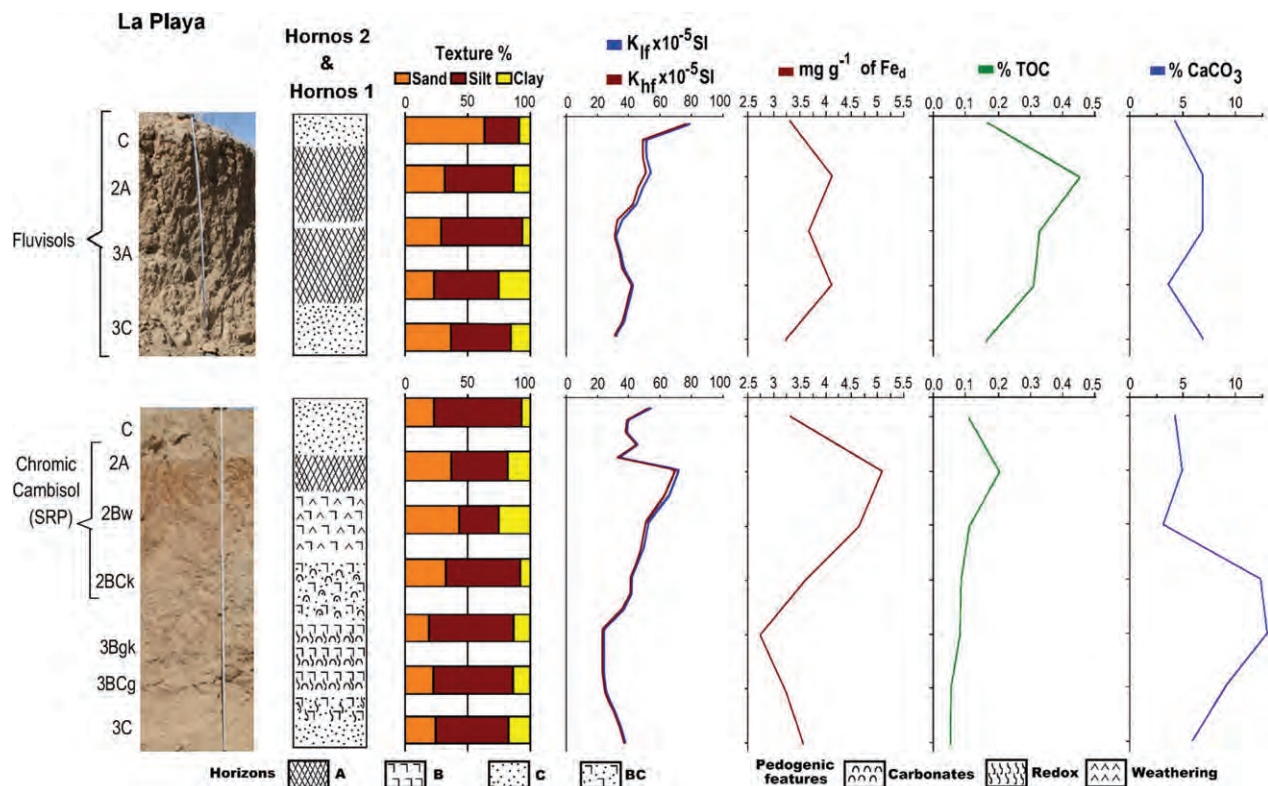 La Playa
Hornos 2
&
Hornos 1
Texture %
Sand Silt Clay
K_lf x10⁻⁵SI
K_hf x10⁻⁵SI
mg g⁻¹ of Fe_d
% TOC
% CaCO₃
0 50 100
0 20 40 60 80 100
2.5 3 3.5 4 4.5 5 5.5
0.0 0.1 0.2 0.3 0.4 0.5
0 5 10
Fluvisols
C
2A
3A
3C
0 50 100
0 20 40 60 80 100
2.5 3 3.5 4 4.5 5 5.5
0.0 0.1 0.2 0.3 0.4 0.5
0 5 10
Chromic
Cambisol
(SRP)
C
2A
2Bw
2BCk
3Bgk
3BCg
3C
Horizons A B C BC
Pedogenic
features
Carbonates Redox Weathering